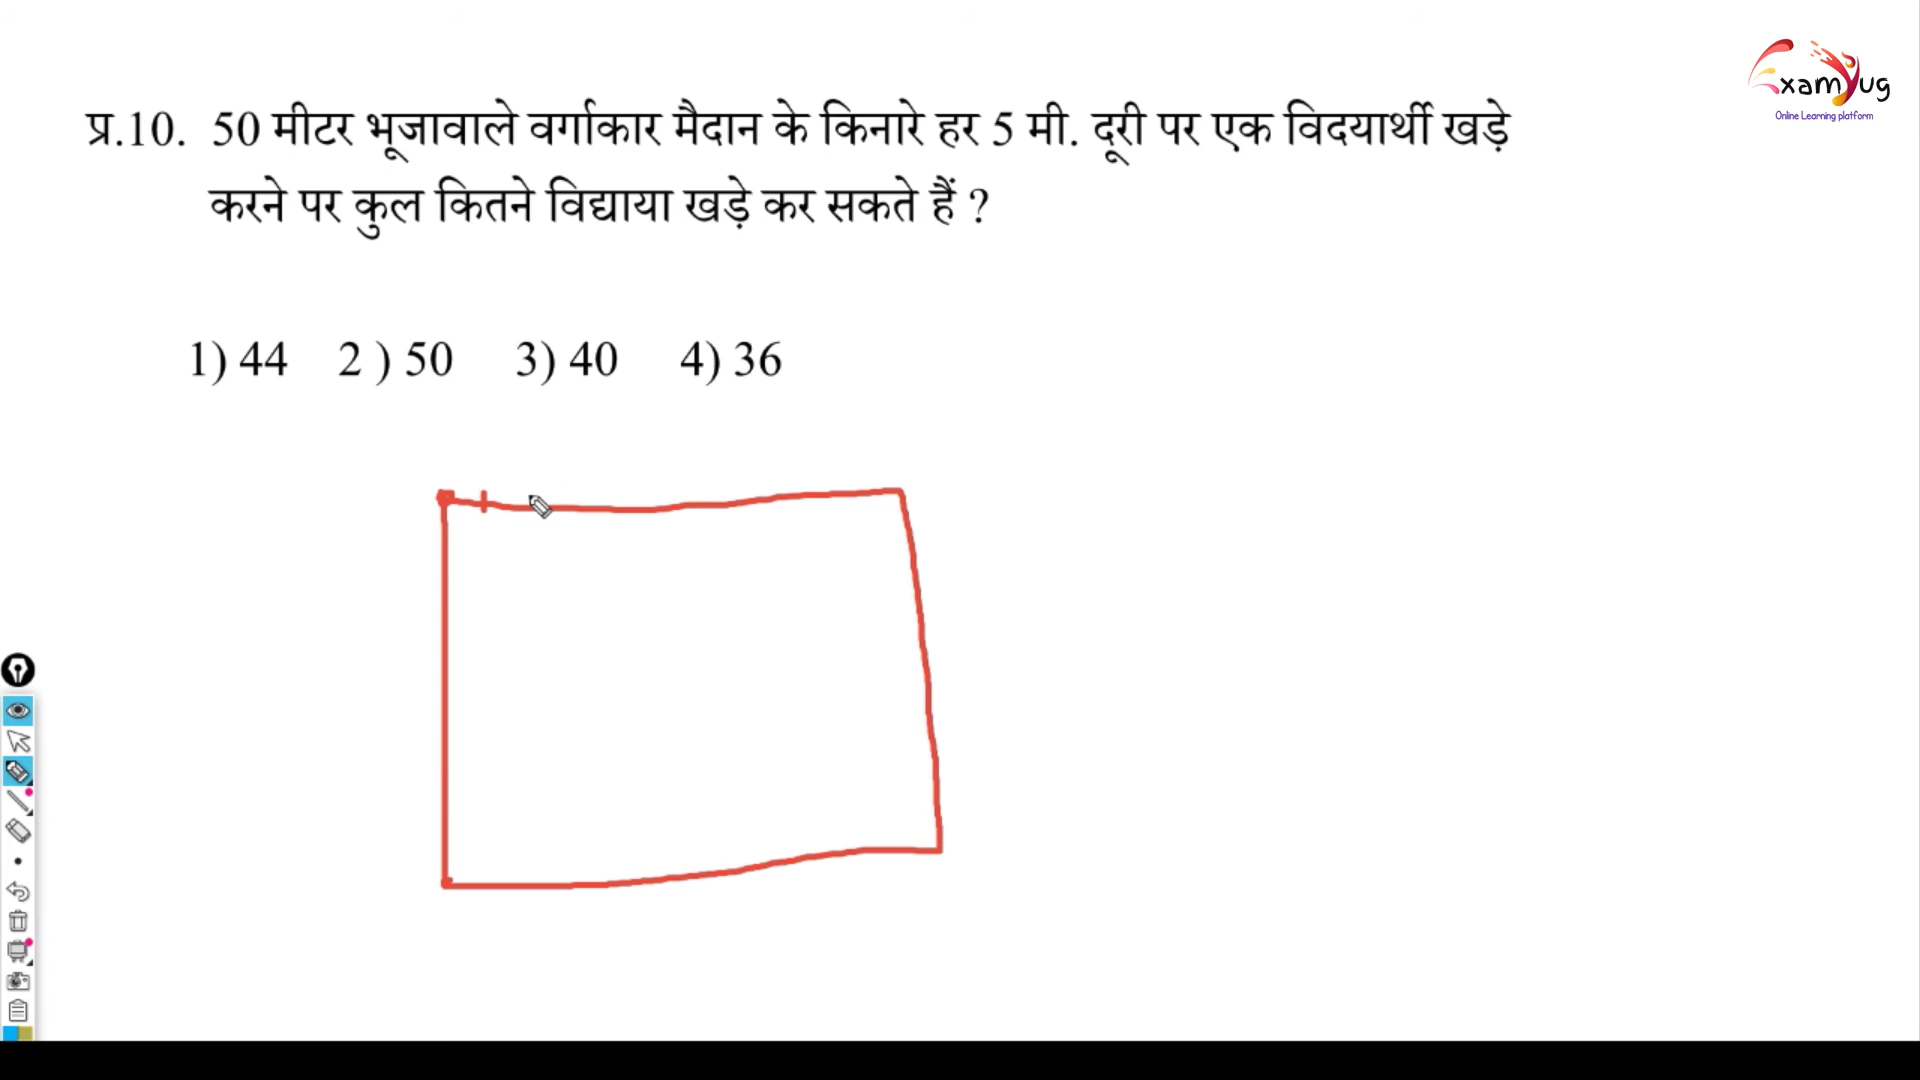 xamyug
Online Learning platform
प्र.10. 50 मीटर भूजावाले वर्गाकार मैदान के किनारे हर 5 मी. दूरी पर एक विदयार्थी खड़े
करने पर कुल कितने विद्याया खड़े कर सकते हैं ?
1) 44 2 ) 50 3) 40 4) 36